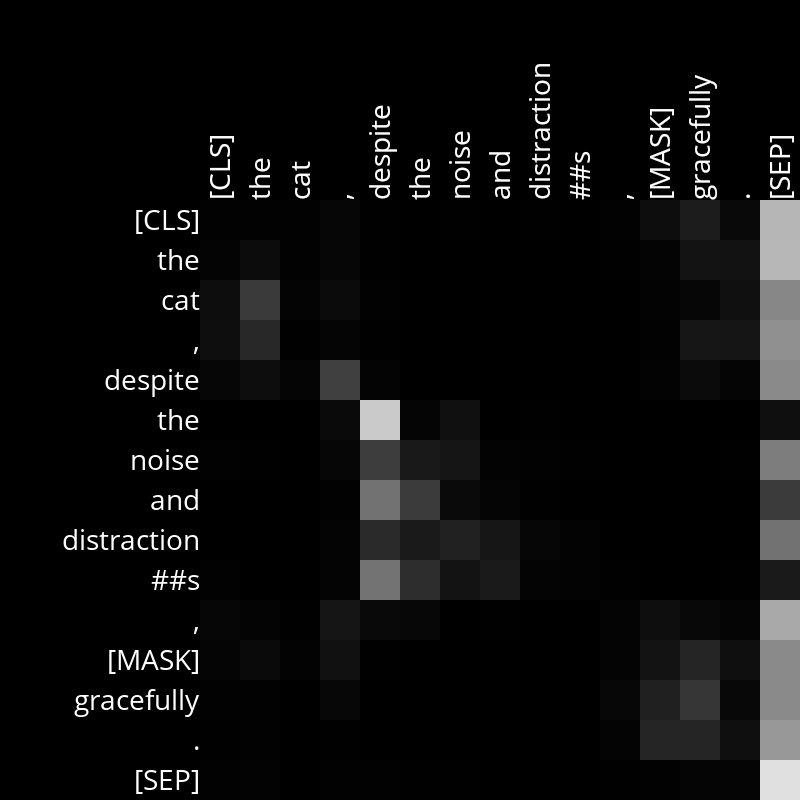 [CLS]
the
cat
,
despite
the
noise
and
distraction
##s
,
[MASK]
gracefully
.
[SEP]
[CLS]
the
cat
,
despite
the
noise
and
distraction
##s
,
[MASK]
gracefully
.
[SEP]